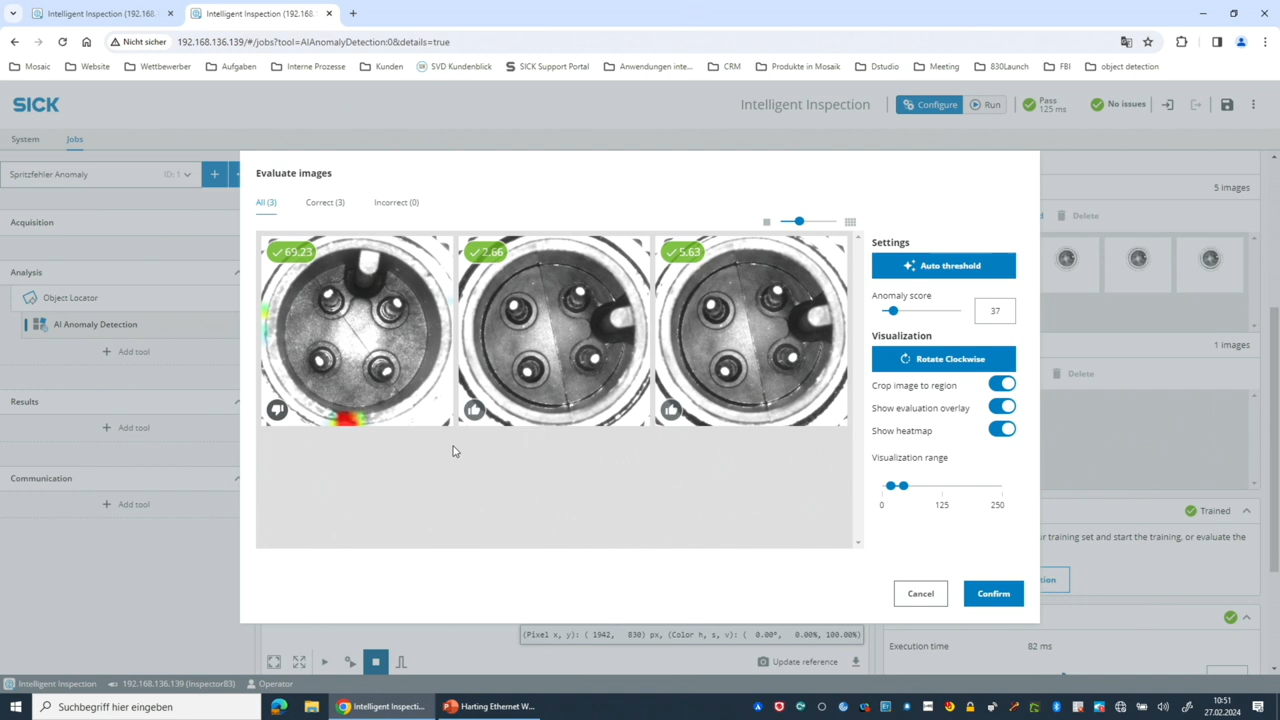 Intelligent Inspection (192.168.
Intelligent Inspection (192.168.
Nicht sicher
192.168.136.139/#/jobs?tool=AIAnomalyDetection:0&details=true
Mosaic
Website
Wettbewerber
Aufgaben
Interne Prozesse
Kunden
SVD Kundenblick
SICK Support Portal
Anwendungen inte...
CRM
Produkte in Mosaik
Dstudio
Meeting
830Launch
FBI
object detection
SICK
Intelligent Inspection
Configure
Run
Pass
125 ms
No issues
System
Jobs
Spritzfehler Anomaly
ID: 1
Acquisition
Analysis
Object Locator
AI Anomaly Detection
Add tool
Results
Add tool
Communication
Add tool
Evaluate images
All (3)
Correct (3)
Incorrect (0)
69.23
2.66
5.63
Settings
Auto threshold
Anomaly score
37
Visualization
Rotate Clockwise
Crop image to region
Show evaluation overlay
Show heatmap
Visualization range
0
125
250
Cancel
Confirm
5 images
Delete
1 images
Delete
Trained
ur training set and start the training, or evaluate the
tion
(Pixel x, y): ( 1942, 830) px, (Color h, s, v): ( 0.00°, 0.00%, 100.00%)
Execution time
82 ms
Update reference
Intelligent Inspection
192.168.136.139 (Inspector83)
Operator
Suchbegriff hier eingeben
Intelligent Inspecti...
Harting Ethernet W...
10:51
27.02.2024